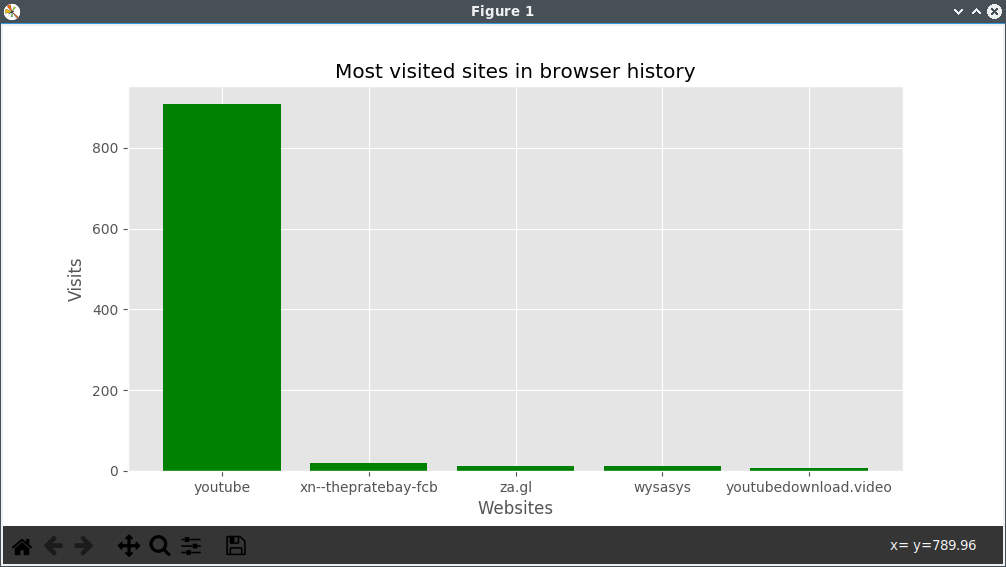 Figure 1
Most visited sites in browser history
800
600
400
200
0
Visits
youtube xn--thepratebay-fcb za.gl wysasys youtubedownload.video
Websites
x= y=789.96